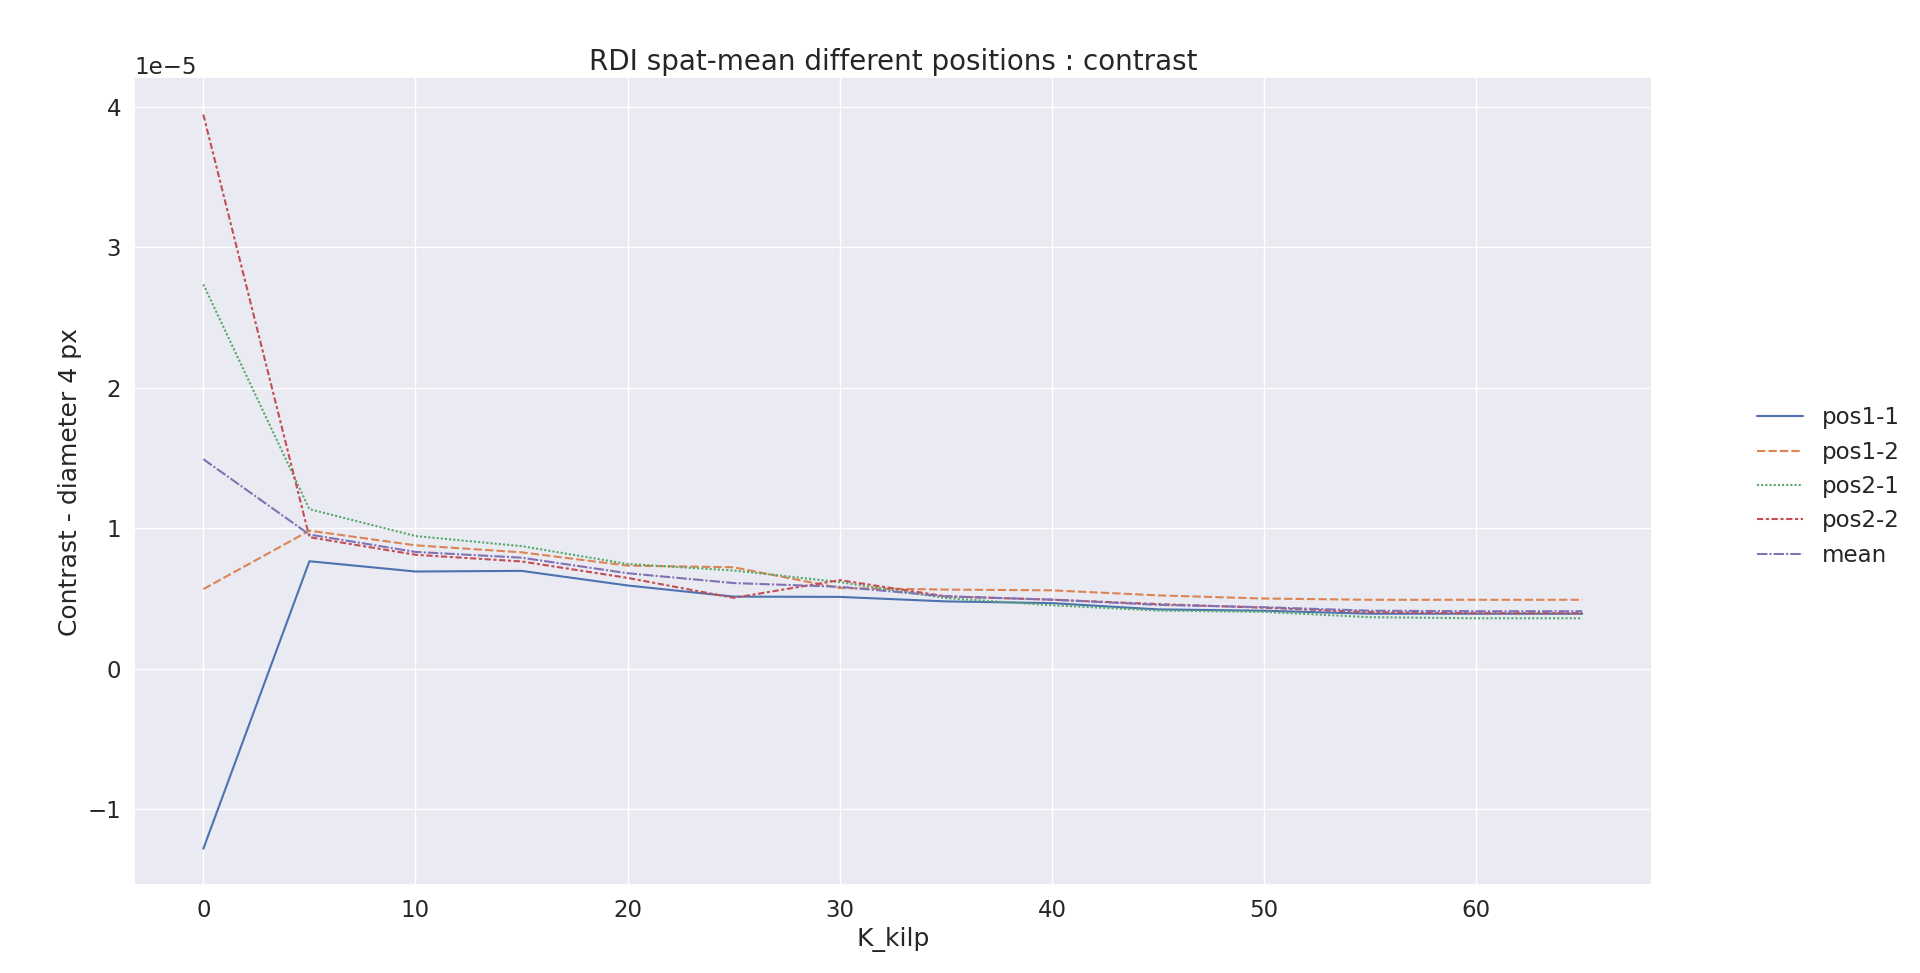 RDI spat-mean different positions : contrast
1e−5
4
3
2
1
0
−1
Contrast - diameter 4 px
0 10 20 30 40 50 60
K_kilp
pos1-1
pos1-2
pos2-1
pos2-2
mean